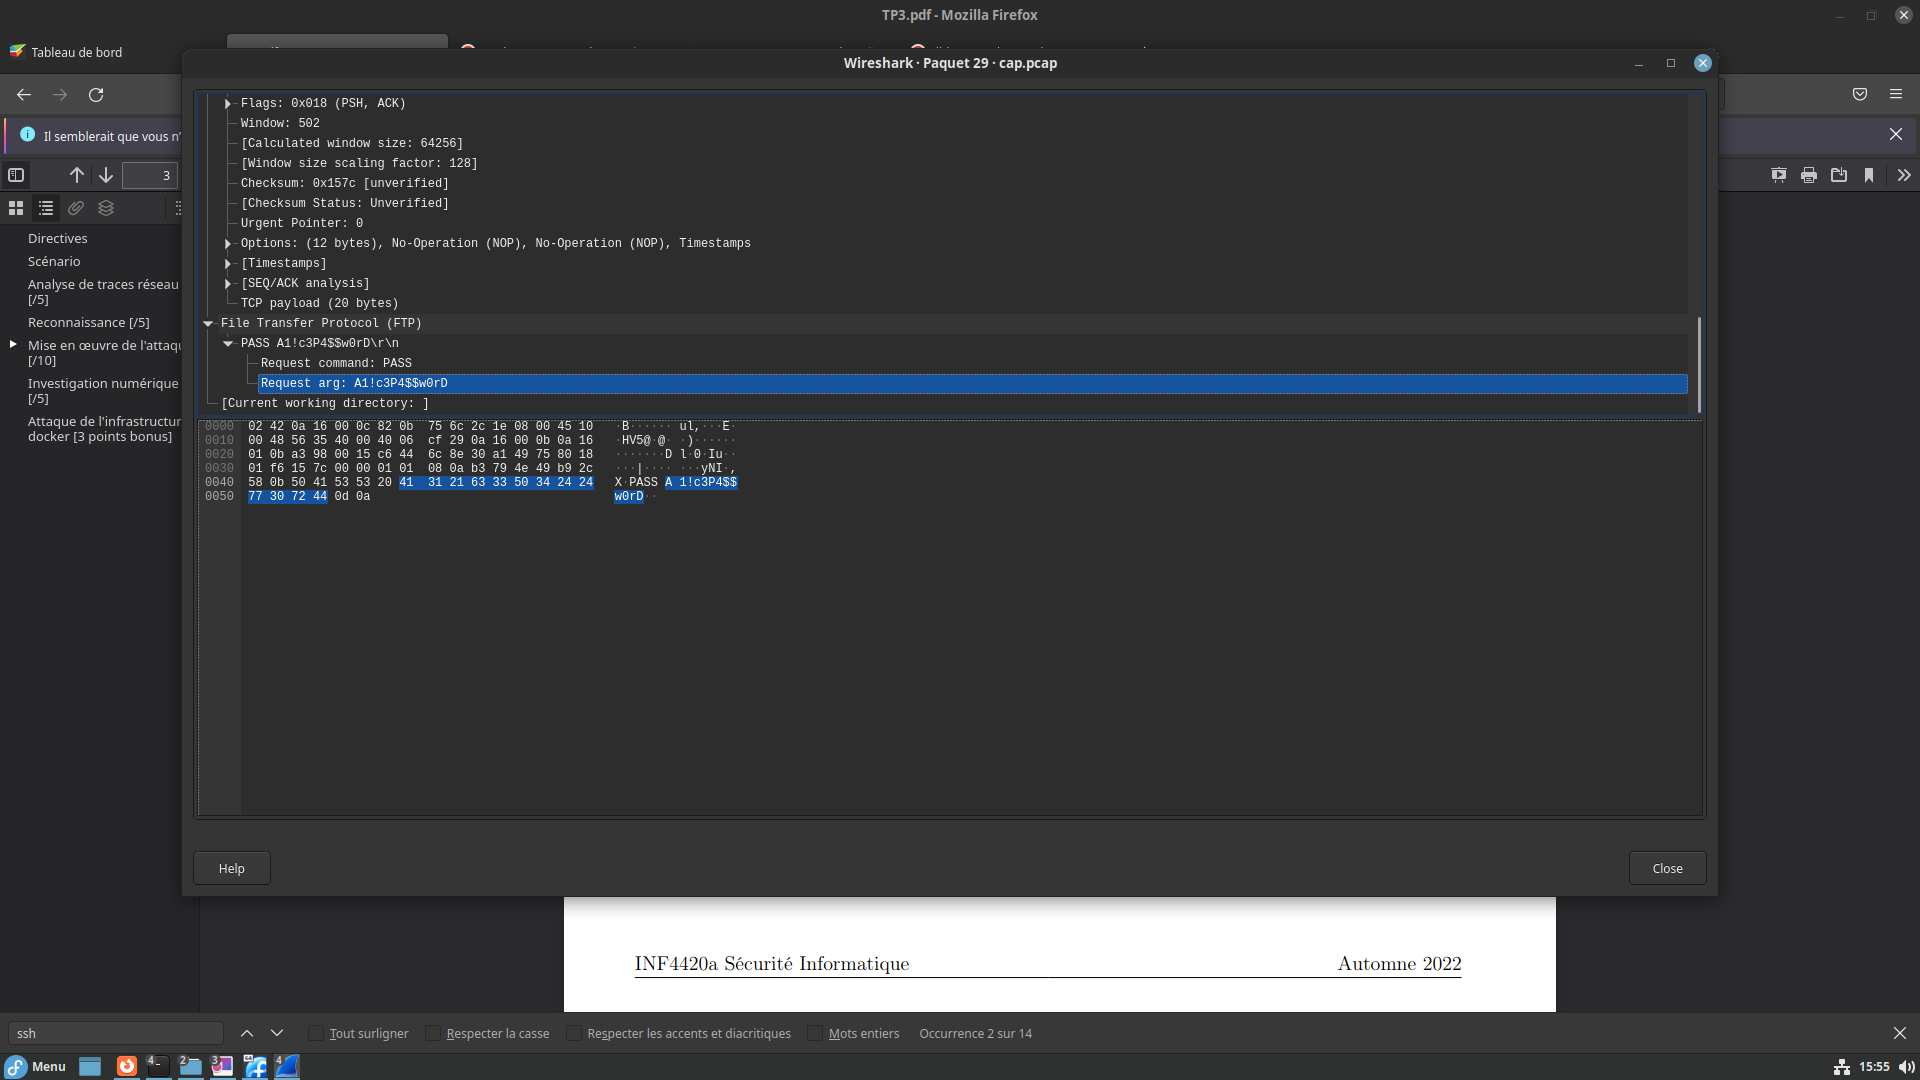 TP3.pdf - Mozilla Firefox
Tableau de bord
Wireshark · Paquet 29 · cap.pcap
Il semblerait que vous n'
3
Directives
Scénario
Analyse de traces réseau
[/5]
Reconnaissance [/5]
Mise en œuvre de l'attaqu
[/10]
Investigation numérique
[/5]
Attaque de l'infrastructur
docker [3 points bonus]
Flags: 0x018 (PSH, ACK)
Window: 502
[Calculated window size: 64256]
[Window size scaling factor: 128]
Checksum: 0x157c [unverified]
[Checksum Status: Unverified]
Urgent Pointer: 0
Options: (12 bytes), No-Operation (NOP), No-Operation (NOP), Timestamps
[Timestamps]
[SEQ/ACK analysis]
TCP payload (20 bytes)
File Transfer Protocol (FTP)
PASS A1!c3P4$$w0rD\r\n
Request command: PASS
Request arg: A1!c3P4$$w0rD
[Current working directory: ]
0000 02 42 0a 16 00 0c 82 0b 75 6c 2c 1e 08 00 45 10 ·B······ ul,···E·
0010 00 48 56 35 40 00 40 06 cf 29 0a 16 00 0b 0a 16 ·HV5@·@· ·)······
0020 01 0b a3 98 00 15 c6 44 6c 8e 30 a1 49 75 80 18 ·······D l·0·Iu··
0030 01 f6 15 7c 00 00 01 01 08 0a b3 79 4e 49 b9 2c ···|···· ···yNI·,
0040 58 0b 50 41 53 53 20 41 31 21 63 33 50 34 24 24 X·PASS A 1!c3P4$$
0050 77 30 72 44 0d 0a w0rD··
Help
Close
INF4420a Sécurité Informatique Automne 2022
ssh Tout surligner Respecter la casse Respecter les accents et diacritiques Mots entiers Occurrence 2 sur 14
Menu 4 2 3 64 4 15:55